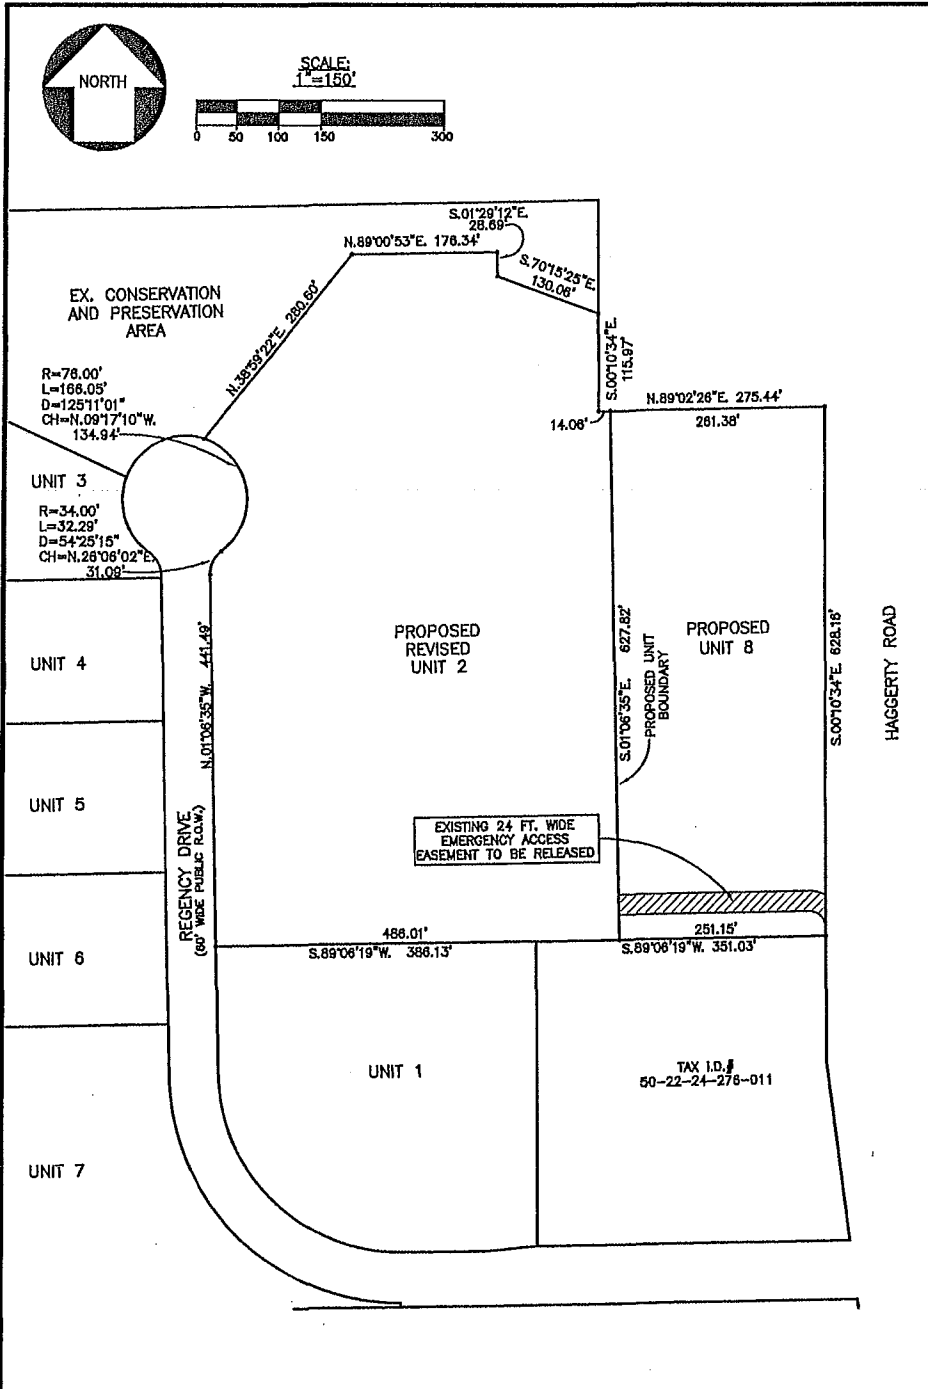 NORTH
SCALE:
1"=150'
0 50 100 150 300
S.01°29'12"E.
28.69'
N.89°00'53"E. 176.34'
S.70°15'25"E.
130.06'
EX. CONSERVATION
AND PRESERVATION
AREA
N.38°59'22"E. 280.60'
S.00°10'34"E.
115.97'
R=76.00'
L=166.05'
D=125°11'01"
CH=N.09°17'10"W.
134.94'
N.89°02'26"E. 275.44'
14.06'
261.38'
UNIT 3
R=34.00'
L=32.29'
D=54°25'15"
CH=N.26°06'02"E.
31.09'
UNIT 4
N.01°06'35"W. 441.49'
PROPOSED
REVISED
UNIT 2
S.01°06'35"E. 627.82'
PROPOSED UNIT
BOUNDARY
PROPOSED
UNIT 8
S.00°10'34"E. 628.16'
HAGGERTY ROAD
UNIT 5
REGENCY DRIVE
(60' WIDE PUBLIC R.O.W.)
EXISTING 24 FT. WIDE
EMERGENCY ACCESS
EASEMENT TO BE RELEASED
486.01'
251.15'
S.89°06'19"W. 386.13'
S.89°06'19"W. 351.03'
UNIT 6
UNIT 1
TAX I.D.#
50-22-24-276-011
UNIT 7